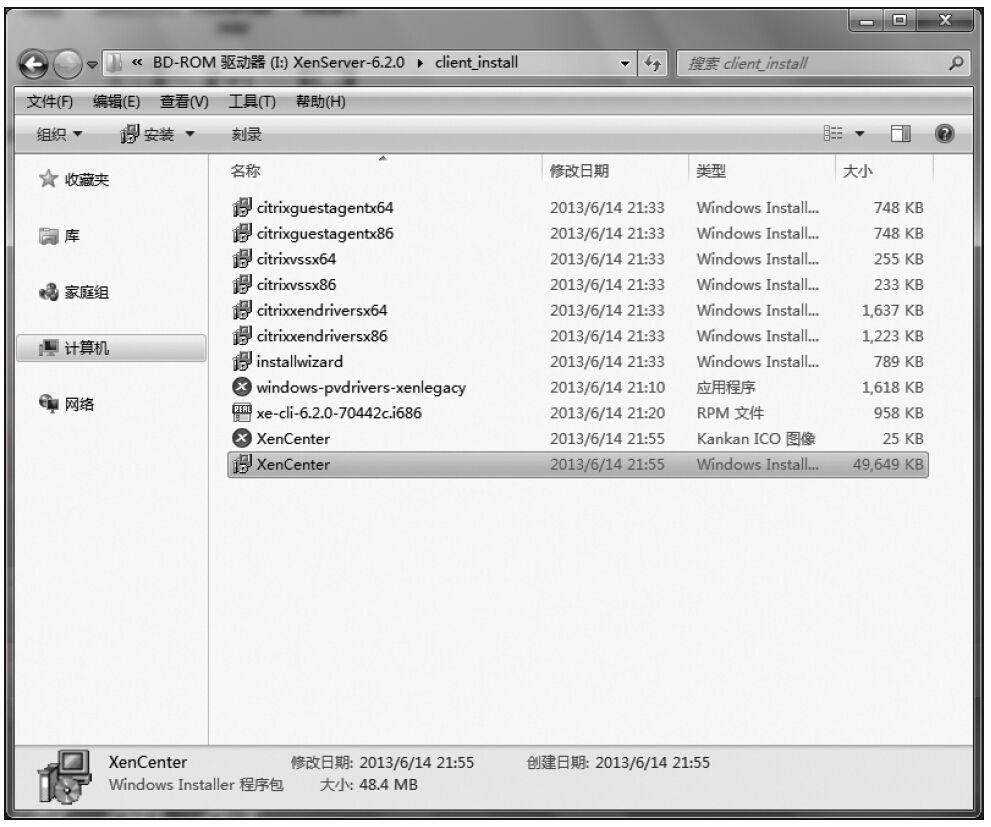 « BD-ROM 驱动器 (I:) XenServer-6.2.0 ▸ client_install 搜索 client_install
文件(F) 编辑(E) 查看(V) 工具(T) 帮助(H)
组织 安装 刻录
名称 修改日期 类型 大小
收藏夹
库
家庭组
计算机
网络
citrixguestagentx64 2013/6/14 21:33 Windows Install... 748 KB
citrixguestagentx86 2013/6/14 21:33 Windows Install... 748 KB
citrixvssx64 2013/6/14 21:33 Windows Install... 255 KB
citrixvssx86 2013/6/14 21:33 Windows Install... 233 KB
citrixxendriversx64 2013/6/14 21:33 Windows Install... 1,637 KB
citrixxendriversx86 2013/6/14 21:33 Windows Install... 1,223 KB
installwizard 2013/6/14 21:33 Windows Install... 789 KB
windows-pvdrivers-xenlegacy 2013/6/14 21:10 应用程序 1,618 KB
xe-cli-6.2.0-70442c.i686 2013/6/14 21:20 RPM 文件 958 KB
XenCenter 2013/6/14 21:55 Kankan ICO 图像 25 KB
XenCenter 2013/6/14 21:55 Windows Install... 49,649 KB
XenCenter 修改日期: 2013/6/14 21:55 创建日期: 2013/6/14 21:55
Windows Installer 程序包 大小: 48.4 MB